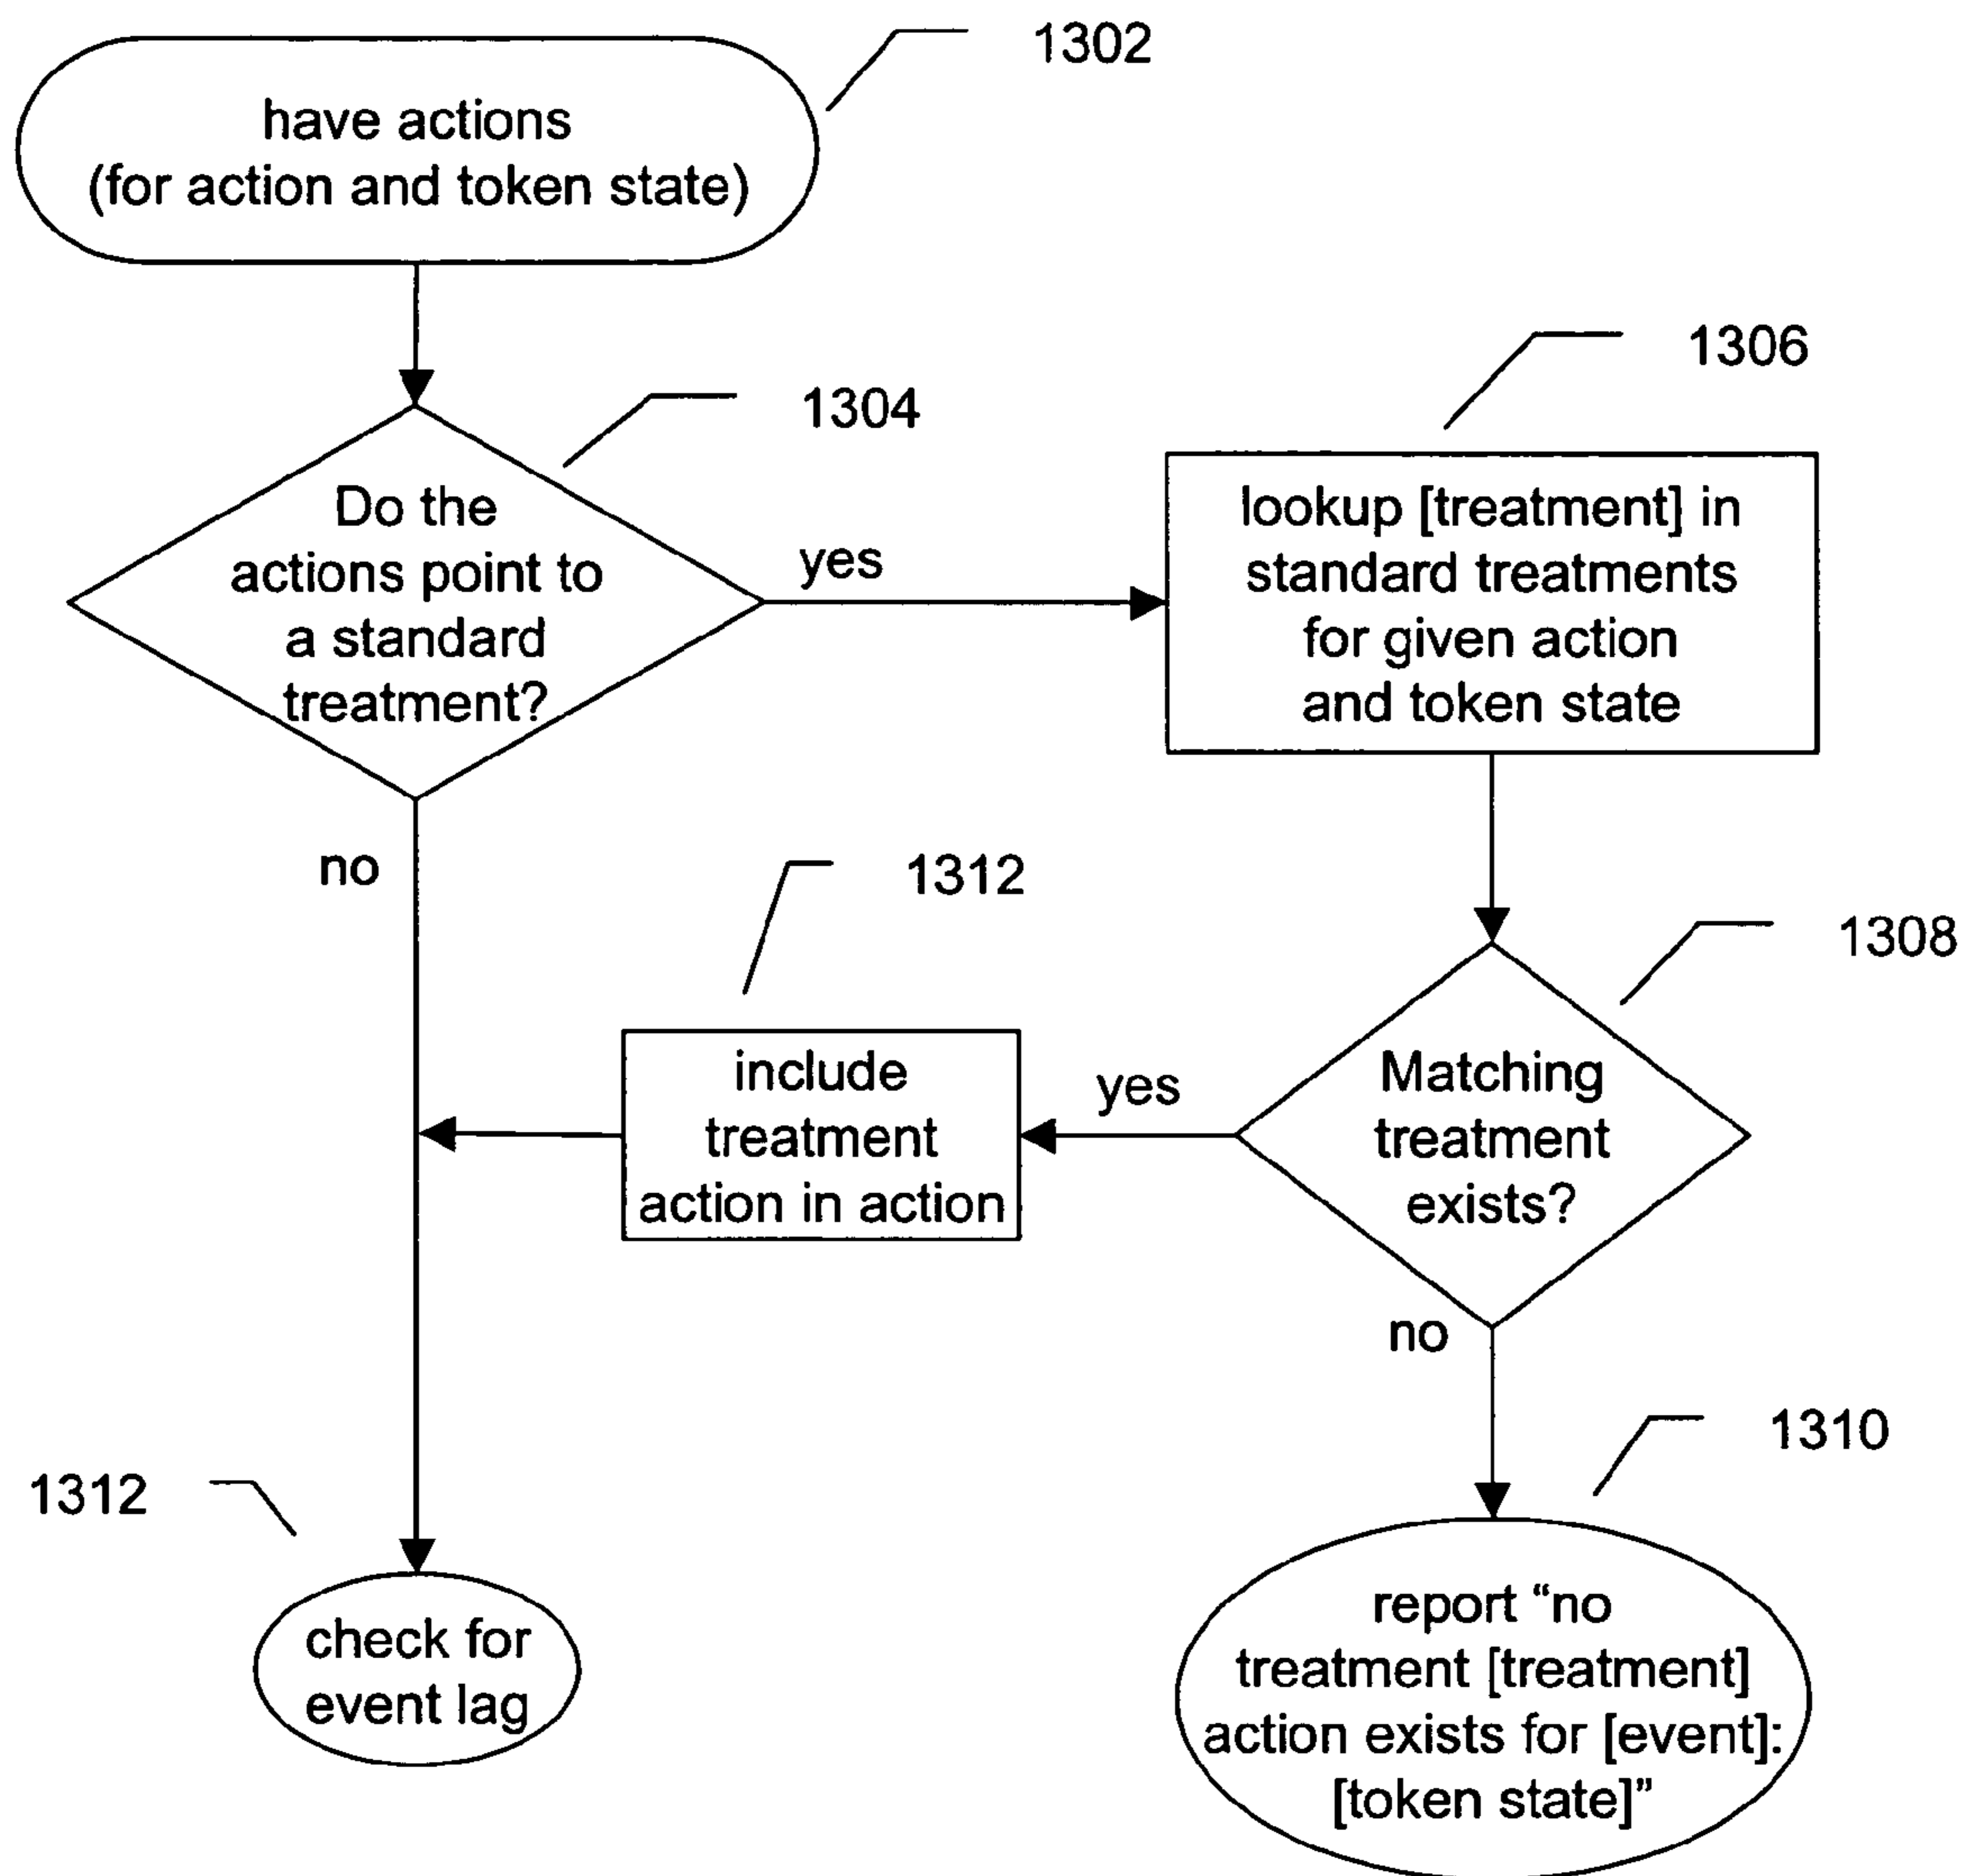 1302
have actions
(for action and token state)
1304
Do the
actions point to
a standard
treatment?
yes
1306
lookup [treatment] in
standard treatments
for given action
and token state
no
1312
include
treatment
action in action
yes
1308
Matching
treatment
exists?
no
1312
check for
event lag
1310
report “no
treatment [treatment]
action exists for [event]:
[token state]”